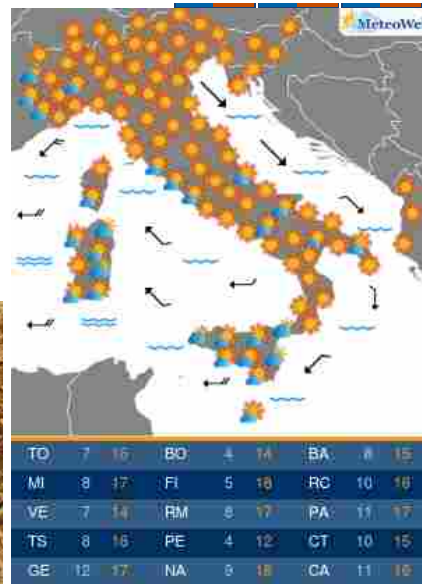 MeteoWe
TO 7 15 BO 4 14 BA 8 15
MI 8 17 FI 5 18 RC 10 16
VE 7 14 RM 8 17 PA 11 17
TS 8 16 PE 4 12 CT 10 15
GE 12 17 NA 9 18 CA 11 19